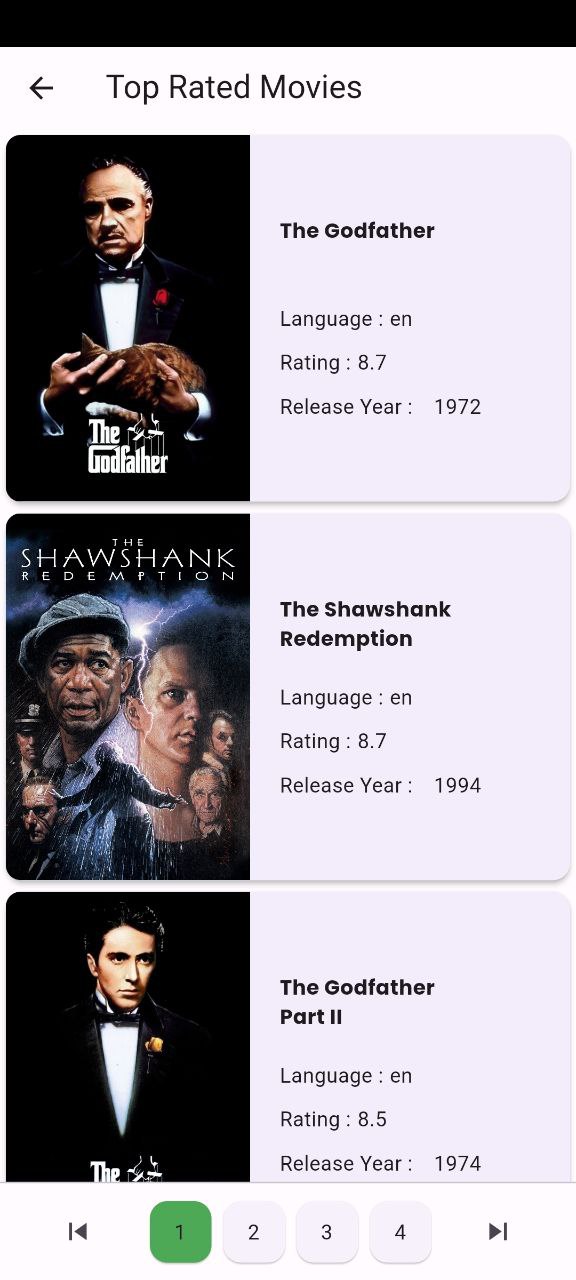 Top Rated Movies
The Godfather
Language : en
Rating : 8.7
Release Year : 1972
The
Godfather
THE
SHAWSHANK
REDEMPTION
The Shawshank
Redemption
Language : en
Rating : 8.7
Release Year : 1994
The Godfather
Part II
Language : en
Rating : 8.5
Release Year : 1974
The
1 2 3 4